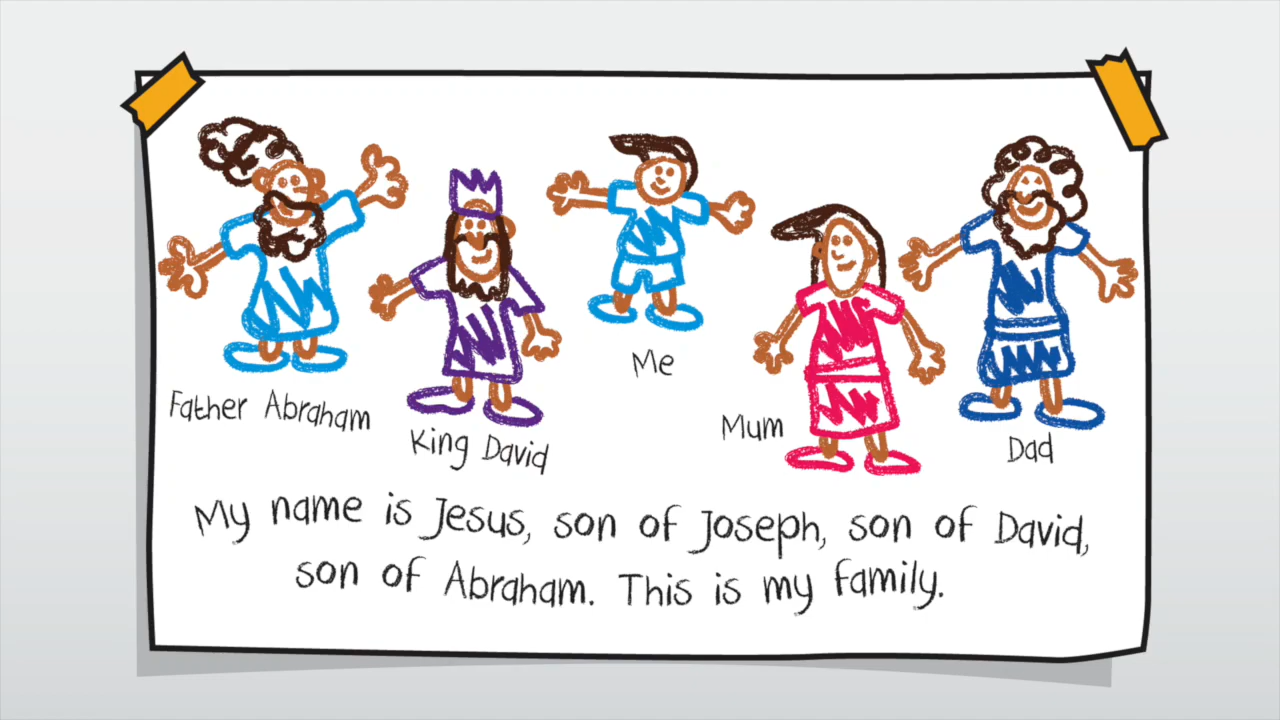 Father Abraham
King David
Me
Mum
Dad
My name is Jesus, son of Joseph, son of David,
son of Abraham. This is my family.